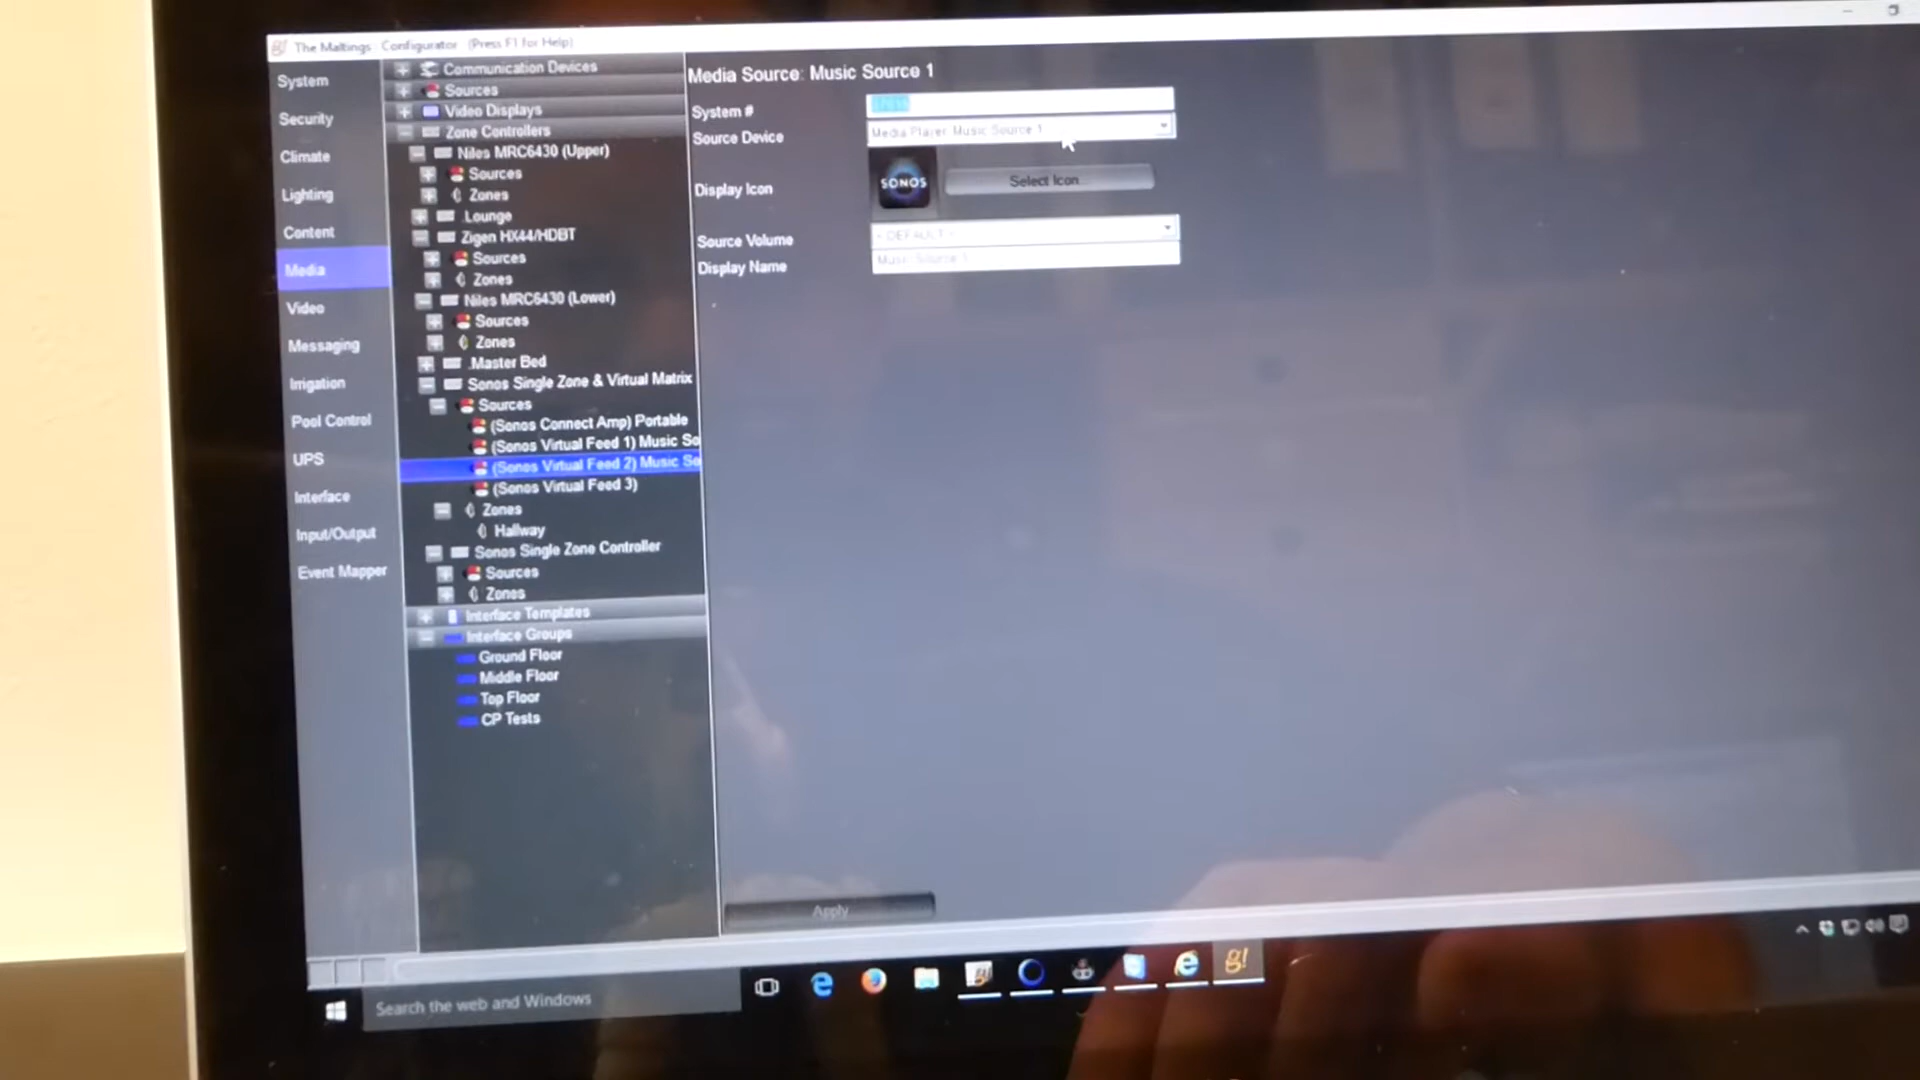 The Maltings Configurator (Press F1 for Help)
System
Security
Climate
Lighting
Content
Media
Video
Messaging
Irrigation
Pool Control
UPS
Interface
Input/Output
Event Mapper
Communication Devices
Sources
Video Displays
Zone Controllers
Niles MRC6430 (Upper)
Sources
Zones
.Lounge
Zigen HX44/HDBT
Sources
Zones
Niles MRC6430 (Lower)
Sources
Zones
.Master Bed
Sonos Single Zone & Virtual Matrix
Sources
(Sonos Connect Amp) Portable
(Sonos Virtual Feed 1) Music So
(Sonos Virtual Feed 2) Music So
(Sonos Virtual Feed 3)
Zones
Hallway
Sonos Single Zone Controller
Sources
Zones
Interface Templates
Interface Groups
Ground Floor
Middle Floor
Top Floor
CP Tests
Media Source: Music Source 1
System #
Source Device
Media Player: Music Source 1
Display Icon
SONOS
Select Icon...
Source Volume
- DEFAULT -
Display Name
Music Source 1
Apply
Search the web and Windows
g!